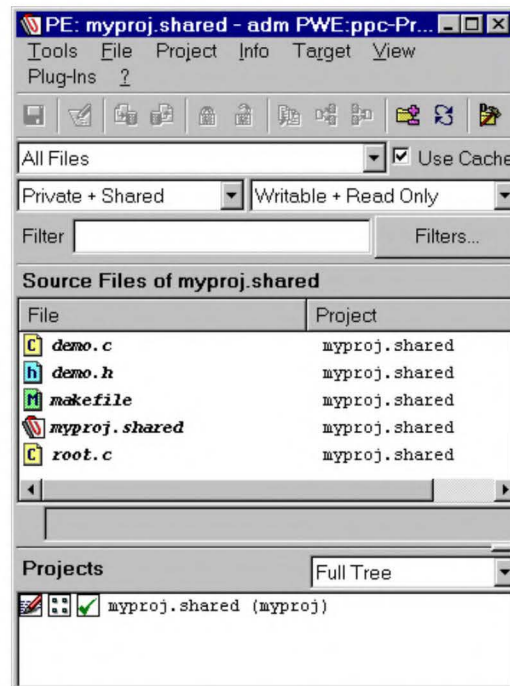 PE: myproj.shared - adm PWE:ppc-Pr...
Tools File Project Info Target View
Plug-Ins ?
All Files Use Cache
Private + Shared Writable + Read Only
Filter Filters...
Source Files of myproj.shared
File Project
C demo.c myproj.shared
h demo.h myproj.shared
M makefile myproj.shared
myproj.shared myproj.shared
C root.c myproj.shared
Projects Full Tree
myproj.shared (myproj)